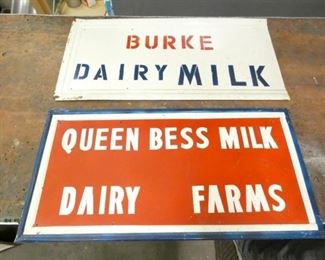 BURKE
DAIRY MILK
QUEEN BESS MILK
DAIRY FARMS